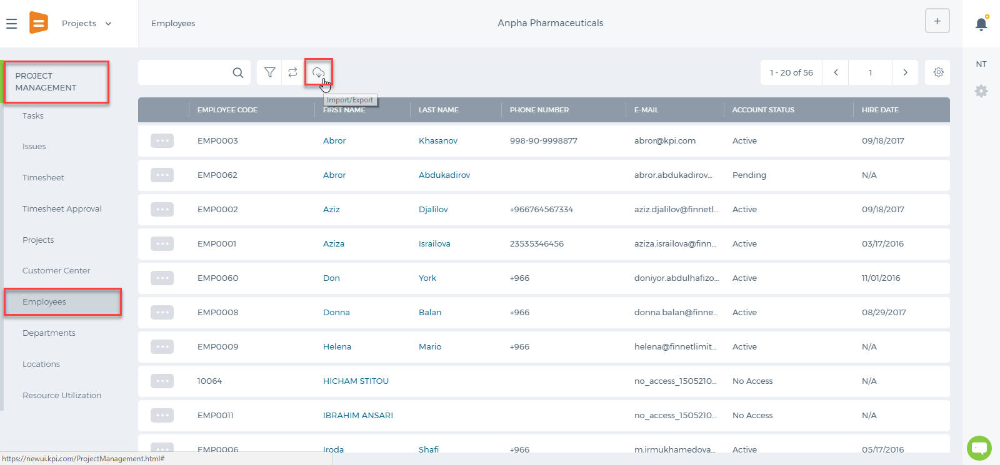 Projects
Employees
Anpha Pharmaceuticals
+
NT
PROJECT
MANAGEMENT
Tasks
Issues
Timesheet
Timesheet Approval
Projects
Customer Center
Employees
Departments
Locations
Resource Utilization
1 - 20 of 56
1
Import/Export
EMPLOYEE CODE FIRST NAME LAST NAME PHONE NUMBER E-MAIL ACCOUNT STATUS HIRE DATE
EMP0003 Abror Khasanov 998-90-9998877 abror@kpi.com Active 09/18/2017
EMP0062 Abror Abdukadirov abror.abdukadirov... Pending N/A
EMP0002 Aziz Djalilov +966764567334 aziz.djalilov@finnetl... Active 09/18/2017
EMP0001 Aziza Israilova 23535346456 aziza.israilova@finn... Active 03/17/2016
EMP0060 Don York +966 doniyor.abdulhafizo... Active 11/01/2016
EMP0008 Donna Balan +966 donna.balan@finne... Active 08/29/2017
EMP0009 Helena Mario +966 helena@finnetlimit... Active N/A
10064 HICHAM STITOU no_access_1505210... No Access N/A
EMP0011 IBRAHIM ANSARI no_access_1505210... No Access N/A
EMP0006 Iroda Shafi +966 m.irmukhamedova... Active 05/17/2016
https://newui.kpi.com/ProjectManagement.html#